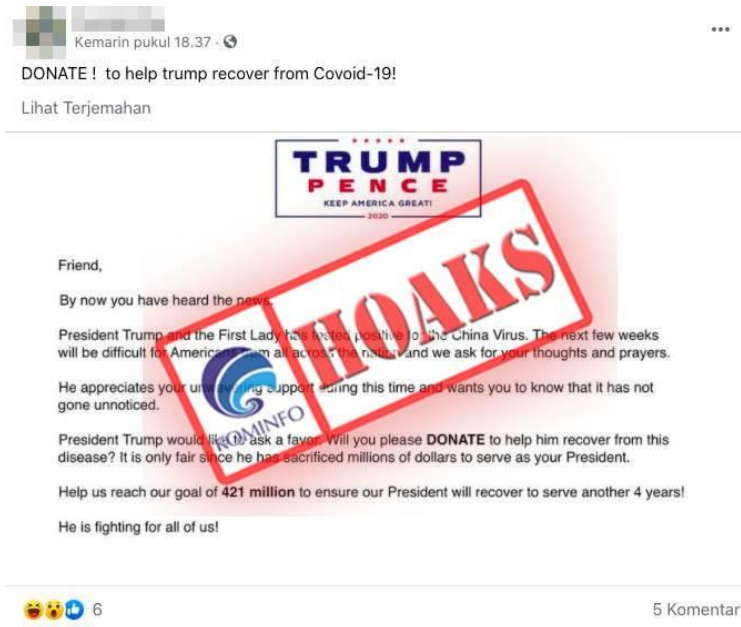 Kemarin pukul 18.37 ·
DONATE ! to help trump recover from Covoid-19!
Lihat Terjemahan
TRUMP
PENCE
KEEP AMERICA GREAT!
2020
Friend,
By now you have heard the news.
President Trump and the First Lady has tested positive for the China Virus. The next few weeks
will be difficult for Americans from all across the nation and we ask for your thoughts and prayers.
He appreciates your unwavering support during this time and wants you to know that it has not
gone unnoticed.
President Trump would like to ask a favor. Will you please DONATE to help him recover from this
disease? It is only fair since he has sacrificed millions of dollars to serve as your President.
Help us reach our goal of 421 million to ensure our President will recover to serve another 4 years!
He is fighting for all of us!
KOMINFO
HOAKS
6
5 Komentar